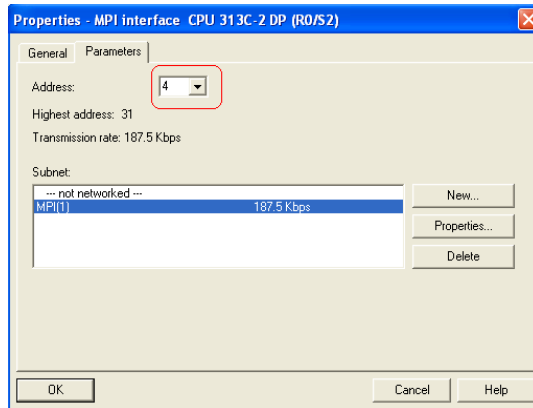 Properties - MPI interface CPU 313C-2 DP (R0/S2)
General Parameters
Address: 4
Highest address: 31
Transmission rate: 187.5 Kbps
Subnet:
--- not networked ---
MPI(1) 187.5 Kbps
New...
Properties...
Delete
OK Cancel Help